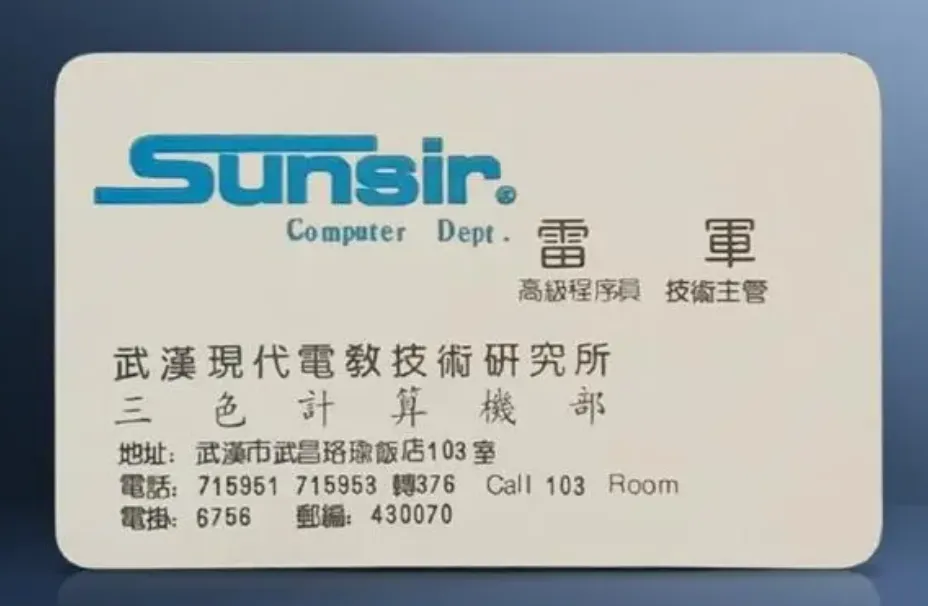 Sunsir®
Computer Dept.
雷 軍
高級程序員 技術主管
武漢現代電教技術研究所
三色計算機部
地址：武漢市武昌珞瑜飯店103室
電話：715951 715953 轉376 Call 103 Room
電掛：6756 郵編：430070